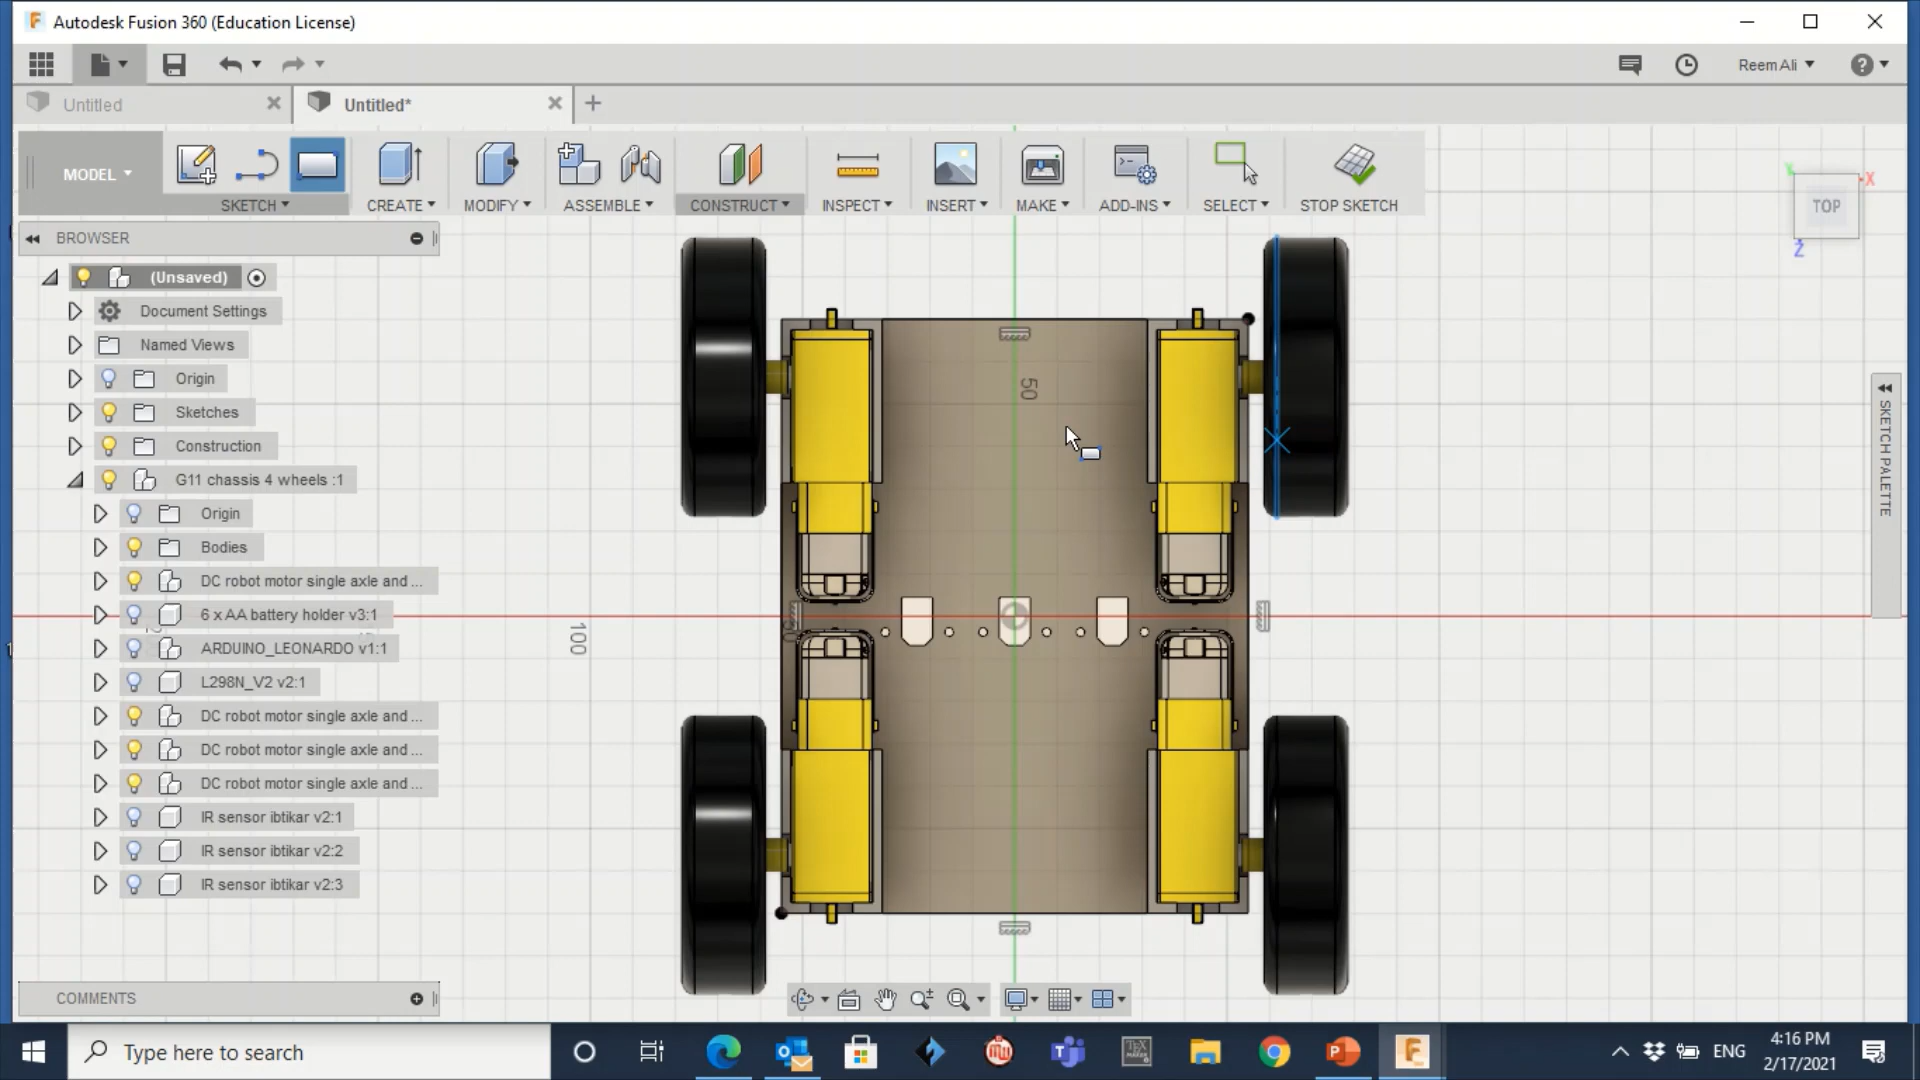 Autodesk Fusion 360 (Education License)
Reem Ali
Untitled
Untitled*
MODEL
SKETCH
CREATE
MODIFY
ASSEMBLE
CONSTRUCT
INSPECT
INSERT
MAKE
ADD-INS
SELECT
STOP SKETCH
BROWSER
(Unsaved)
Document Settings
Named Views
Origin
Sketches
Construction
G11 chassis 4 wheels :1
Origin
Bodies
DC robot motor single axle and ...
6 x AA battery holder v3:1
ARDUINO_LEONARDO v1:1
L298N_V2 v2:1
DC robot motor single axle and ...
DC robot motor single axle and ...
DC robot motor single axle and ...
IR sensor ibtikar v2:1
IR sensor ibtikar v2:2
IR sensor ibtikar v2:3
COMMENTS
50
100
TOP
X
Y
Z
SKETCH PALETTE
Type here to search
ENG
4:16 PM
2/17/2021